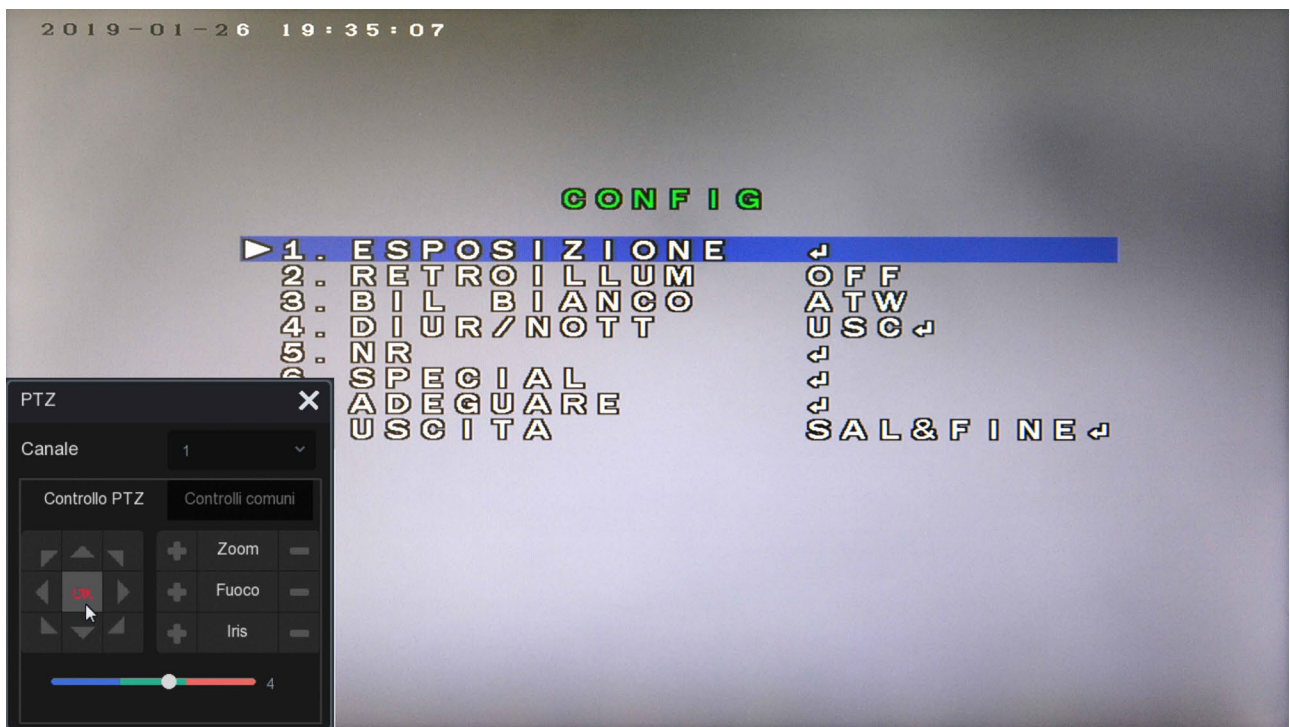 2019-01-26 19:35:07
CONFIG
1. ESPOSIZIONE ↵
2. RETROILLUM OFF
3. BIL BIANCO ATW
4. DIUR/NOTT USC↵
5. NR ↵
SPECIAL ↵
ADEGUARE ↵
USCITA SAL&FINE↵
PTZ
Canale 1
Controllo PTZ Controlli comuni
Zoom
OK Fuoco
Iris
4